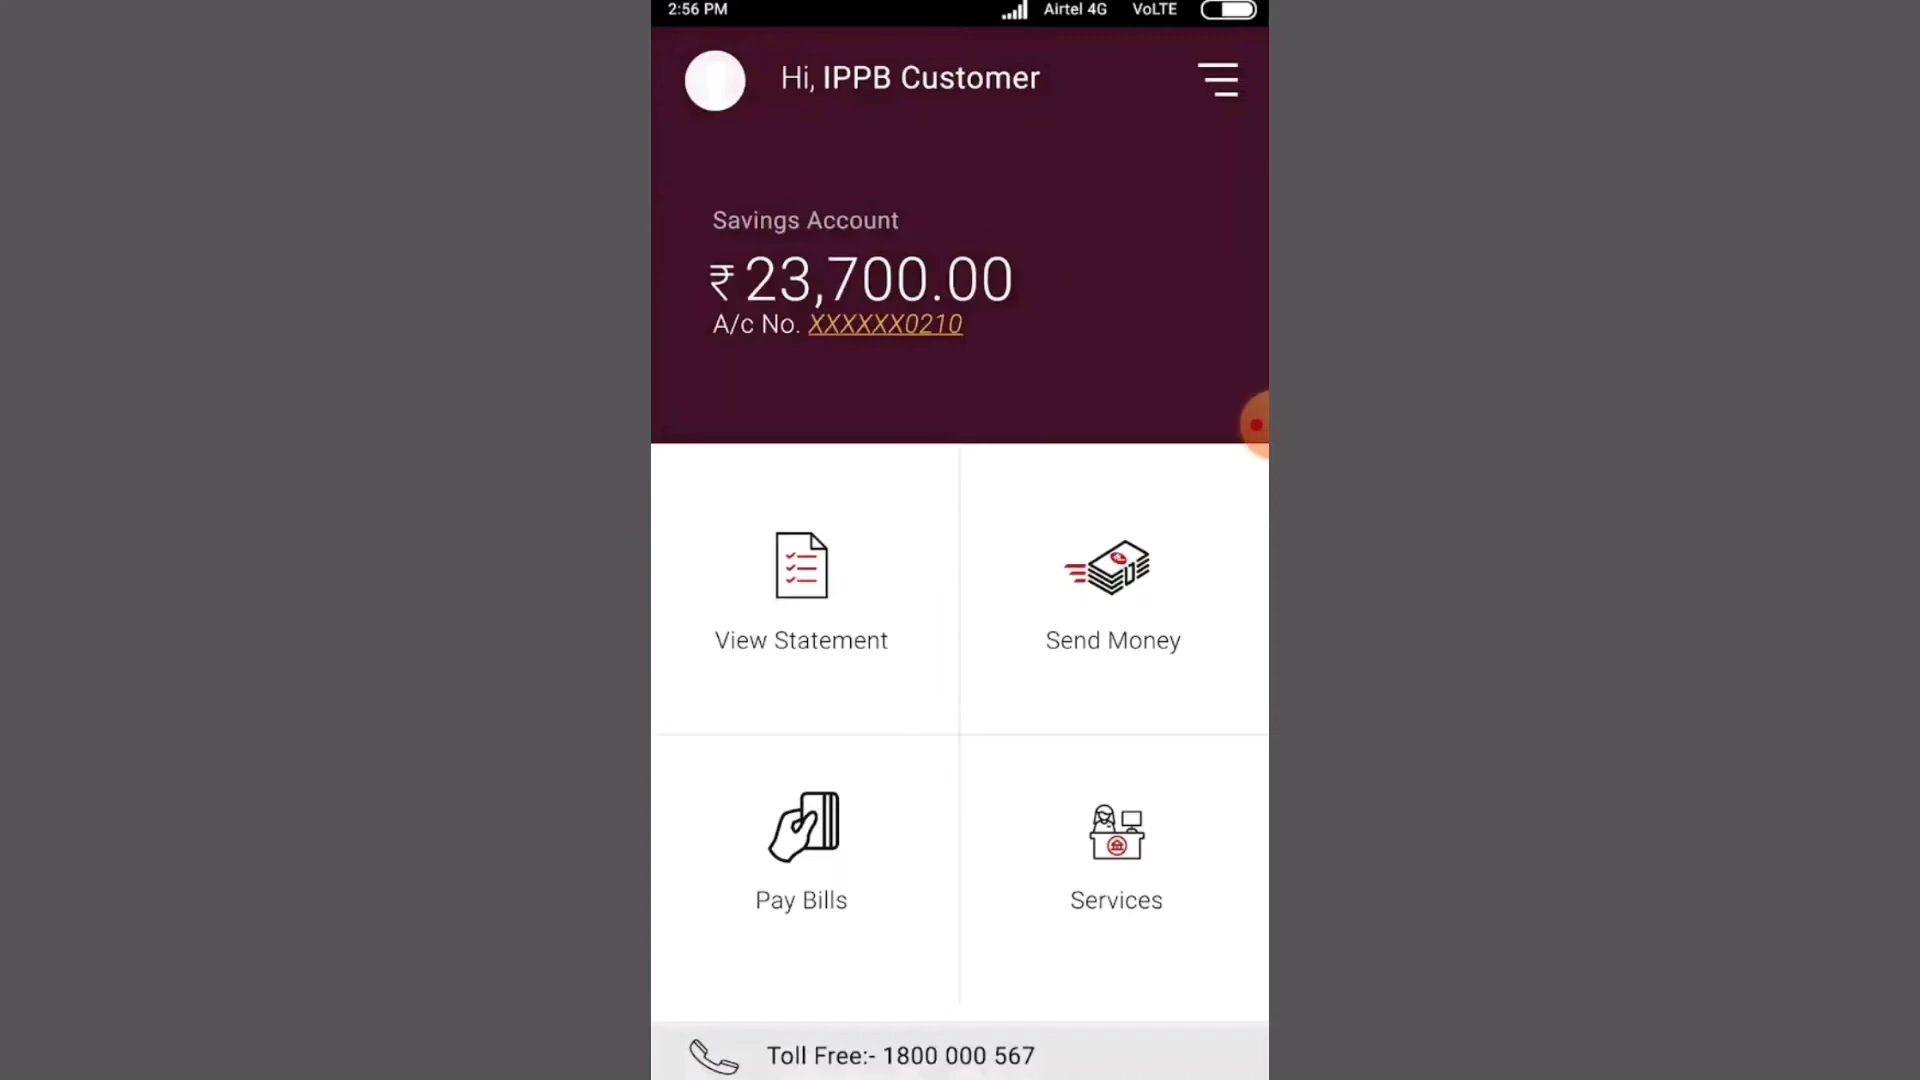 2:56 PM Airtel 4G VoLTE
Hi, IPPB Customer
Savings Account
₹23,700.00
A/c No. XXXXXX0210
View Statement
Send Money
Pay Bills
Services
Toll Free:- 1800 000 567